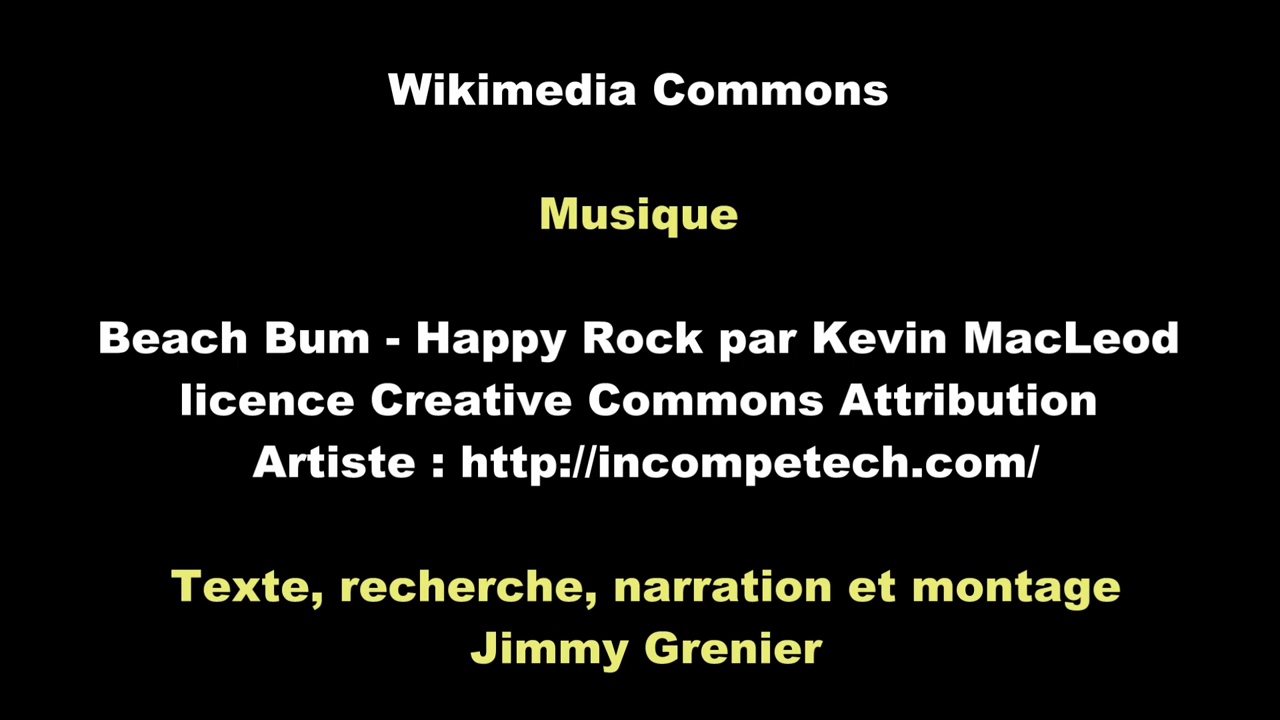 Wikimedia Commons
Musique
Beach Bum - Happy Rock par Kevin MacLeod
licence Creative Commons Attribution
Artiste : http://incompetech.com/
Texte, recherche, narration et montage
Jimmy Grenier